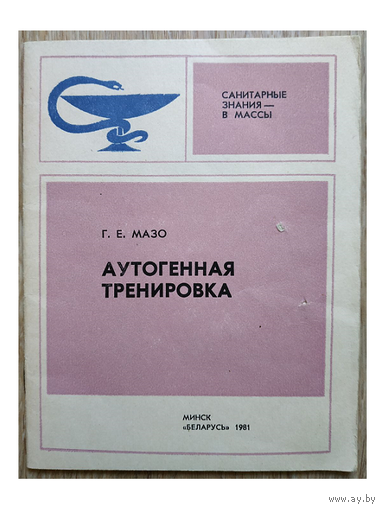 САНИТАРНЫЕ
ЗНАНИЯ —
В МАССЫ
Г. Е. МАЗО
АУТОГЕННАЯ
ТРЕНИРОВКА
МИНСК
«БЕЛАРУСЬ» 1981
www.ay.by